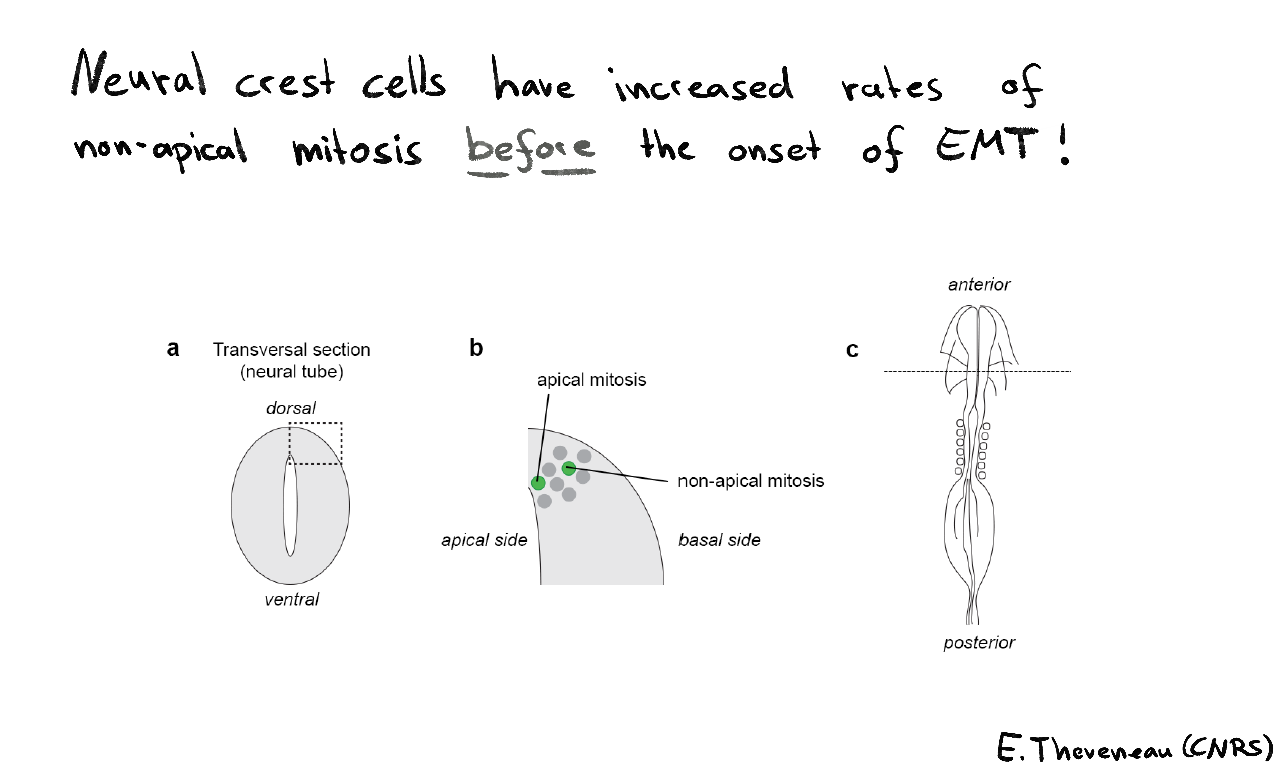 Neural crest cells have increased rates of
non-apical mitosis before the onset of EMT!
a
Transversal section
(neural tube)
dorsal
ventral
b
apical mitosis
non-apical mitosis
apical side
basal side
c
anterior
posterior
E. Theveneau (CNRS)